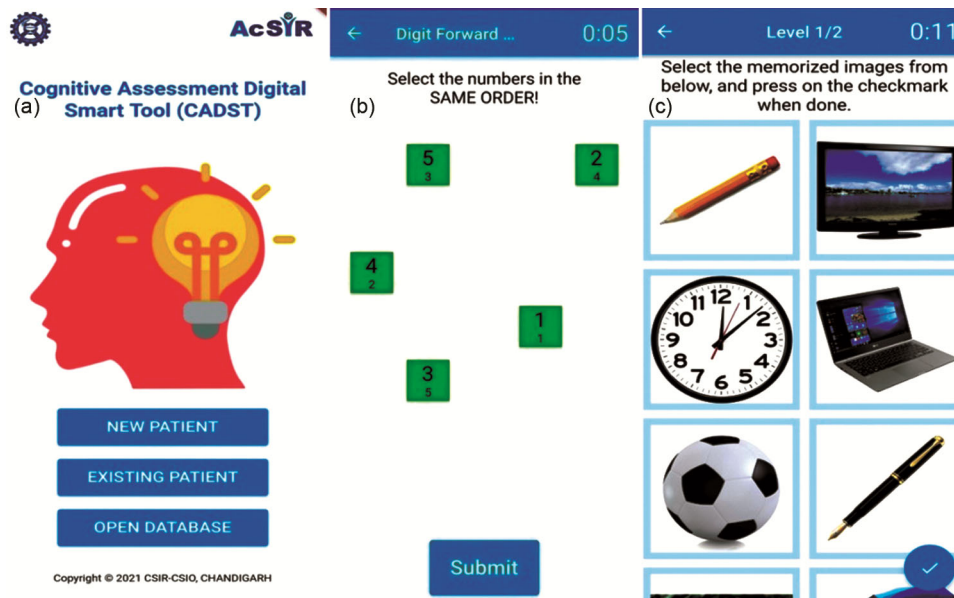 AcSIR
Cognitive Assessment Digital
(a)
Smart Tool (CADST)
NEW PATIENT
EXISTING PATIENT
OPEN DATABASE
Copyright © 2021 CSIR-CSIO, CHANDIGARH
Digit Forward ... 0:05
Select the numbers in the
SAME ORDER!
(b)
5 2
3 4
4
2
1
1
3
5
Submit
Level 1/2 0:11
Select the memorized images from
below, and press on the checkmark
(c)
when done.
11 12 1
10 2
9 3
8 4
7 6 5